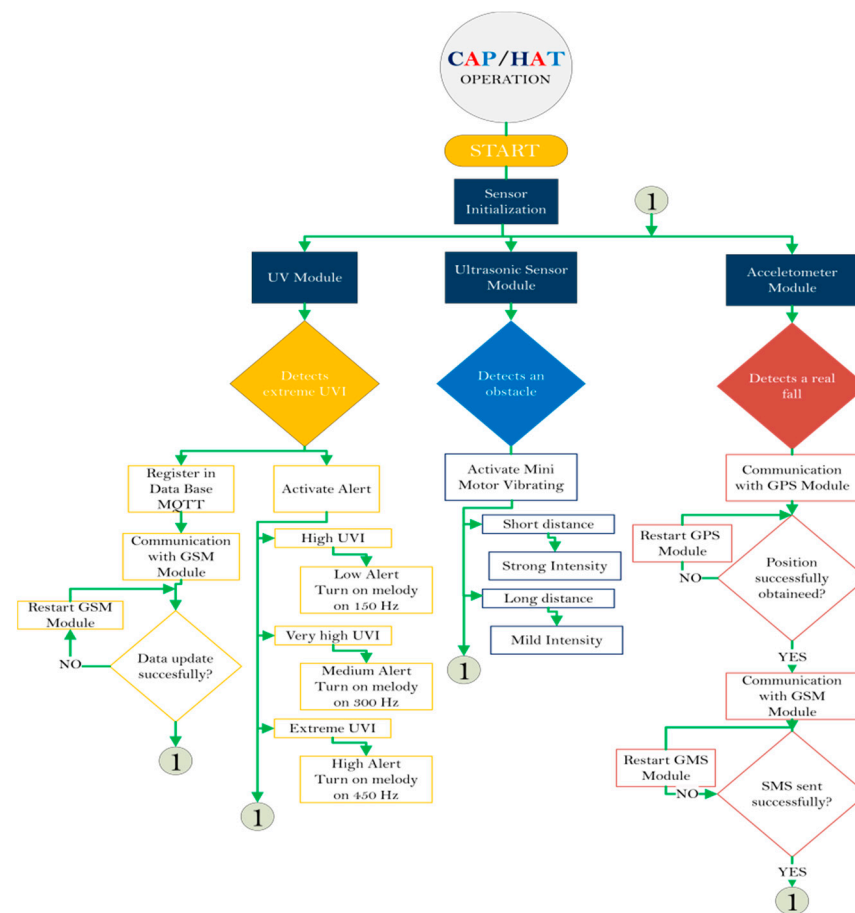 CAP/HAT
OPERATION
START
Sensor
Initialization
1
UV Module
Ultrasonic Sensor
Module
Acceletometer
Module
Detects
extreme UVI
Detects an
obstacle
Detects a real
fall
Register in
Data Base
MQTT
Activate Alert
Communication
with GSM
Module
Restart GSM
Module
NO
Data update
succesfully?
1
High UVI
Low Alert
Turn on melody
on 150 Hz
Very high UVI
Medium Alert
Turn on melody
on 300 Hz
Extreme UVI
High Alert
Turn on melody
on 450 Hz
1
Activate Mini
Motor Vibrating
Short distance
Strong Intensity
Long distance
Mild Intensity
1
Communication
with GPS Module
Restart GPS
Module
NO
Position
successfully
obtaineed?
YES
Communication
with GSM
Module
Restart GMS
Module
NO
SMS sent
successfully?
YES
1